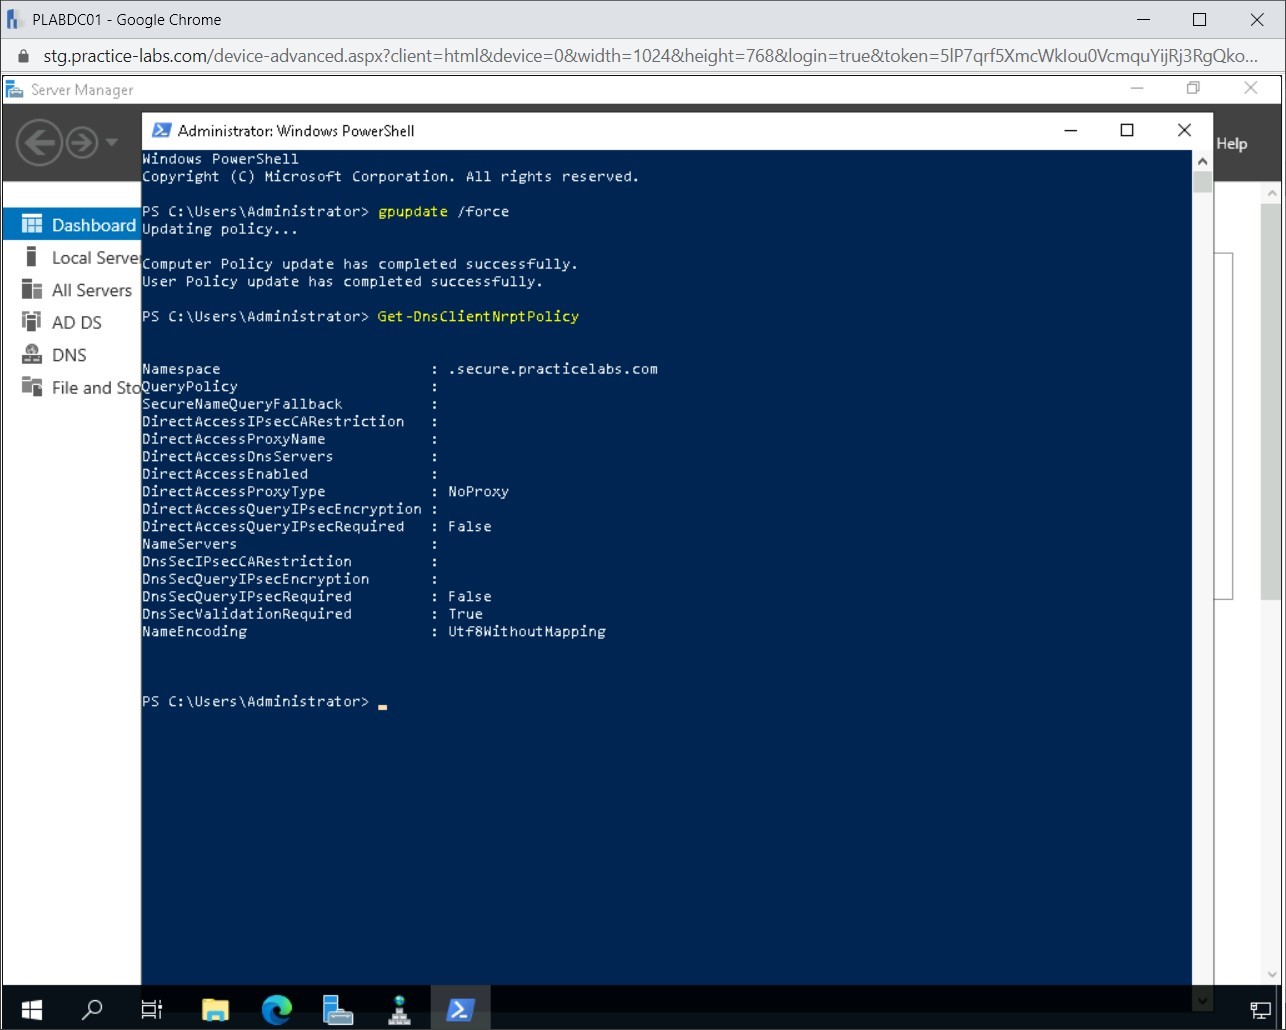 PLABDC01 - Google Chrome
stg.practice-labs.com/device-advanced.aspx?client=html&device=0&width=1024&height=768&login=true&token=5lP7qrf5XmcWkIou0VcmquYijRj3RgQko...
Server Manager
Administrator: Windows PowerShell
Help
Dashboard
Local Server
All Servers
AD DS
DNS
File and Sto
Windows PowerShell
Copyright (C) Microsoft Corporation. All rights reserved.
PS C:\Users\Administrator> gpupdate /force
Updating policy...
Computer Policy update has completed successfully.
User Policy update has completed successfully.
PS C:\Users\Administrator> Get-DnsClientNrptPolicy
Namespace : .secure.practicelabs.com
QueryPolicy :
SecureNameQueryFallback :
DirectAccessIPsecCARestriction :
DirectAccessProxyName :
DirectAccessDnsServers :
DirectAccessEnabled :
DirectAccessProxyType : NoProxy
DirectAccessQueryIPsecEncryption :
DirectAccessQueryIPsecRequired : False
NameServers :
DnsSecIPsecCARestriction :
DnsSecQueryIPsecEncryption :
DnsSecQueryIPsecRequired : False
DnsSecValidationRequired : True
NameEncoding : Utf8WithoutMapping
PS C:\Users\Administrator>